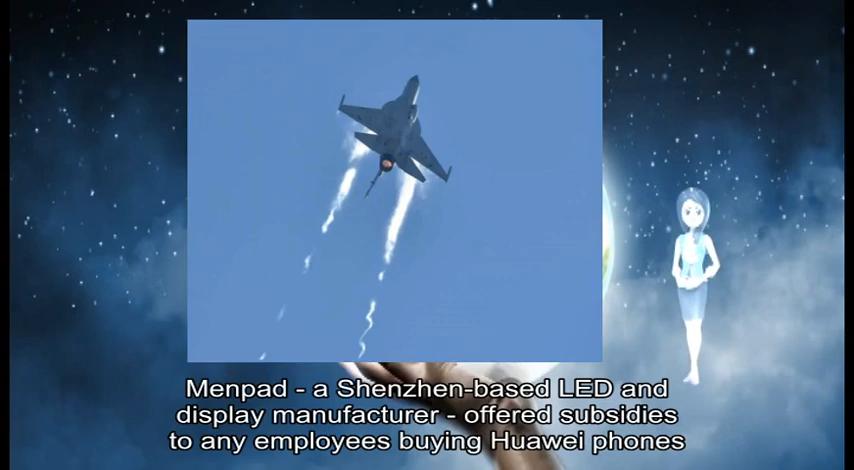 Menpad - a Shenzhen-based LED and
display manufacturer - offered subsidies
to any employees buying Huawei phones